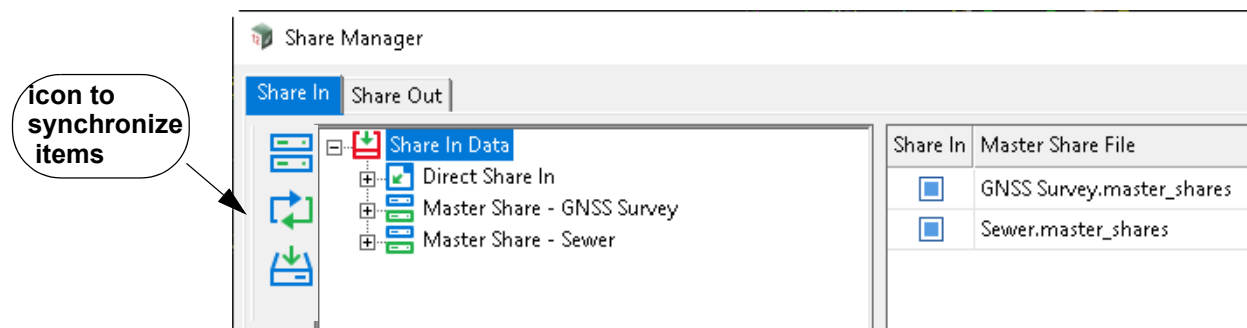 Share Manager
Share In
Share Out
icon to
synchronize
items
Share In Data
Direct Share In
Master Share - GNSS Survey
Master Share - Sewer
Share In
Master Share File
GNSS Survey.master_shares
Sewer.master_shares